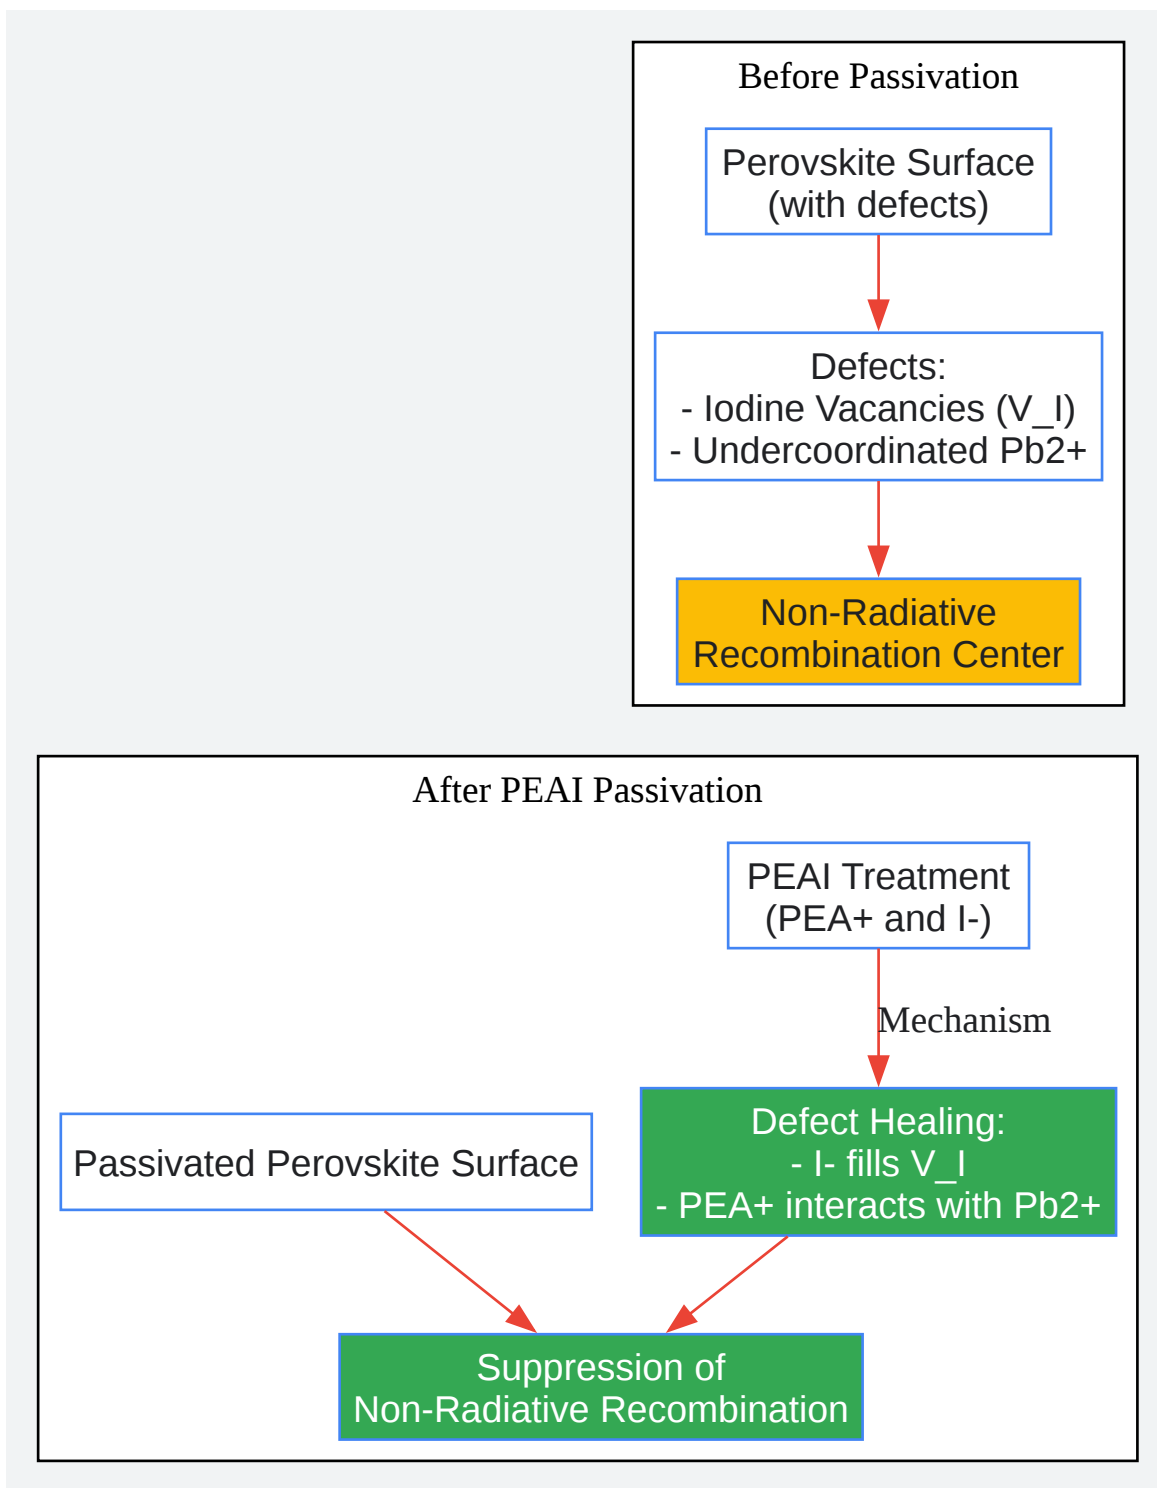 Before Passivation
Perovskite Surface
(with defects)
Defects:
- Iodine Vacancies (V_I)
- Undercoordinated Pb2+
Non-Radiative
Recombination Center
After PEAI Passivation
PEAI Treatment
(PEA+ and I-)
Mechanism
Passivated Perovskite Surface
Defect Healing:
- I- fills V_I
- PEA+ interacts with Pb2+
Suppression of
Non-Radiative Recombination